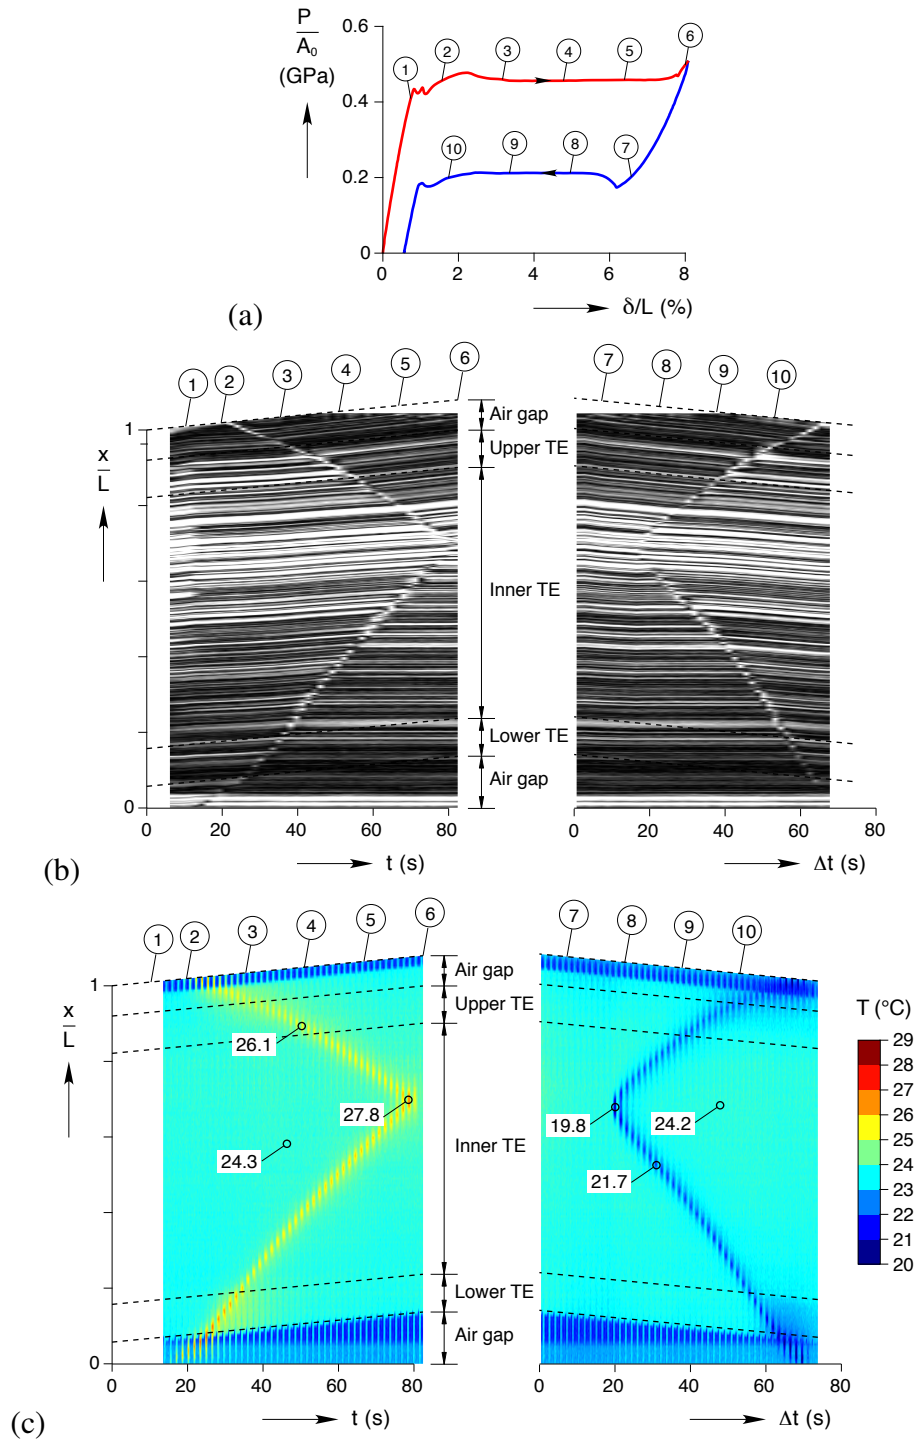 P
A₀
(GPa)
0.6
0.4
0.2
0
1 2 3 4 5 6
10 9 8 7
0 2 4 6 8
δ/L (%)
(a)
1 2 3 4 5 6
7 8 9 10
1
x
L
0
Air gap
Upper TE
Inner TE
Lower TE
Air gap
0 20 40 60 80
t (s)
0 20 40 60 80
Δt (s)
(b)
1 2 3 4 5 6
7 8 9 10
1
x
L
0
Air gap
Upper TE
Inner TE
Lower TE
Air gap
26.1
27.8
24.3
19.8
24.2
21.7
T (°C)
29
28
27
26
25
24
23
22
21
20
0 20 40 60 80
t (s)
0 20 40 60 80
Δt (s)
(c)